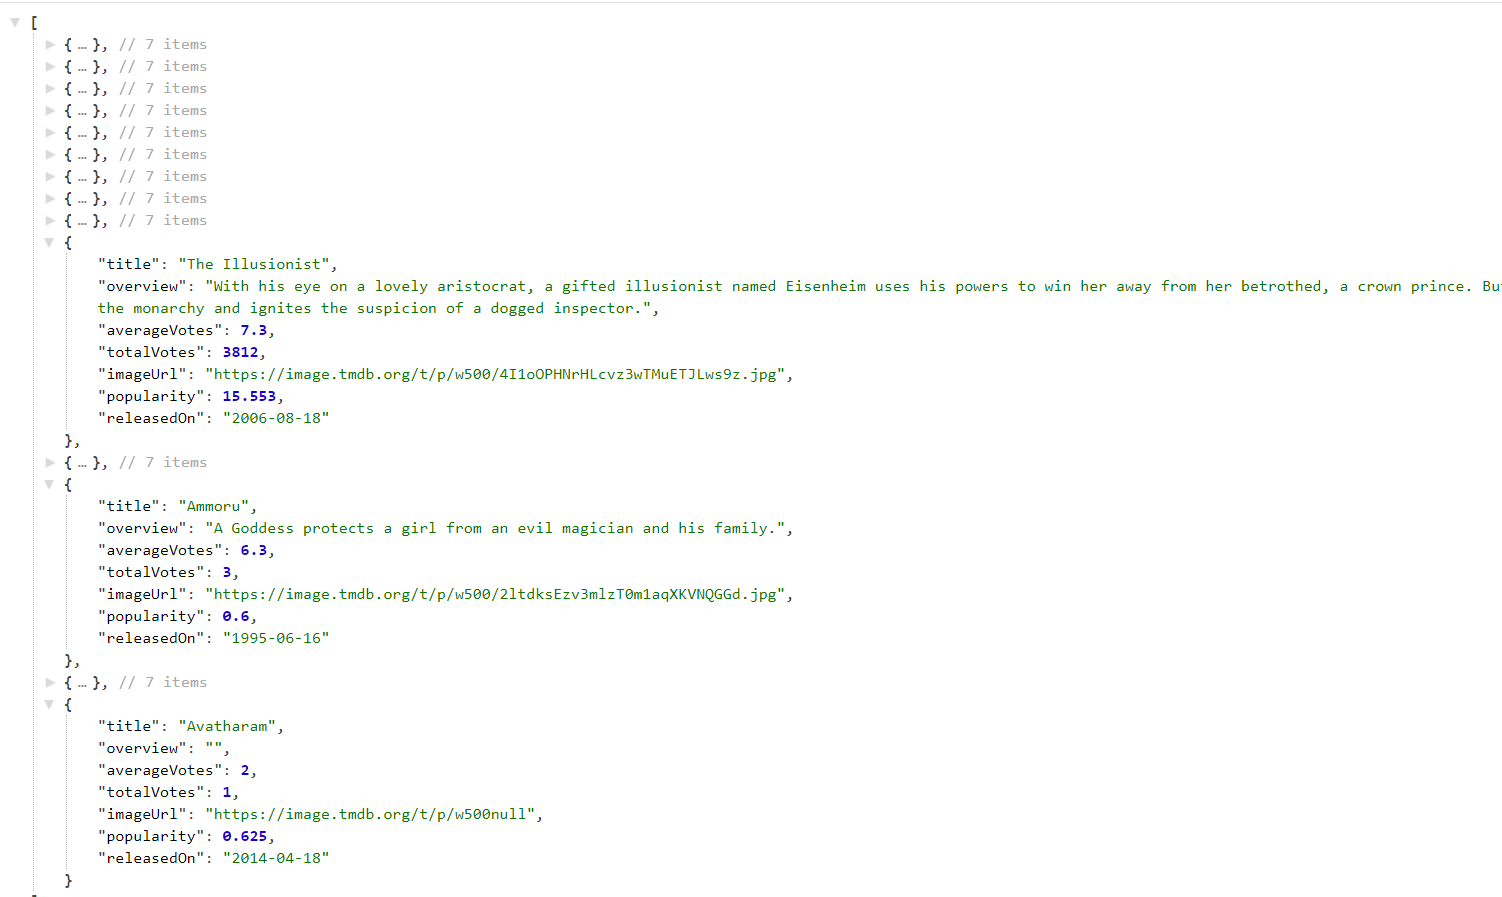 [
{ … }, // 7 items
{ … }, // 7 items
{ … }, // 7 items
{ … }, // 7 items
{ … }, // 7 items
{ … }, // 7 items
{ … }, // 7 items
{ … }, // 7 items
{ … }, // 7 items
{
"title": "The Illusionist",
"overview": "With his eye on a lovely aristocrat, a gifted illusionist named Eisenheim uses his powers to win her away from her betrothed, a crown prince.
the monarchy and ignites the suspicion of a dogged inspector.",
"averageVotes": 7.3,
"totalVotes": 3812,
"imageUrl": "https://image.tmdb.org/t/p/w500/4I1oOPHNrHLcvz3wTMuETJLws9z.jpg",
"popularity": 15.553,
"releasedOn": "2006-08-18"
},
{ … }, // 7 items
{
"title": "Ammoru",
"overview": "A Goddess protects a girl from an evil magician and his family.",
"averageVotes": 6.3,
"totalVotes": 3,
"imageUrl": "https://image.tmdb.org/t/p/w500/2ltdksEzv3mlzT0m1aqXKVNQGGd.jpg",
"popularity": 0.6,
"releasedOn": "1995-06-16"
},
{ … }, // 7 items
{
"title": "Avatharam",
"overview": "",
"averageVotes": 2,
"totalVotes": 1,
"imageUrl": "https://image.tmdb.org/t/p/w500null",
"popularity": 0.625,
"releasedOn": "2014-04-18"
}